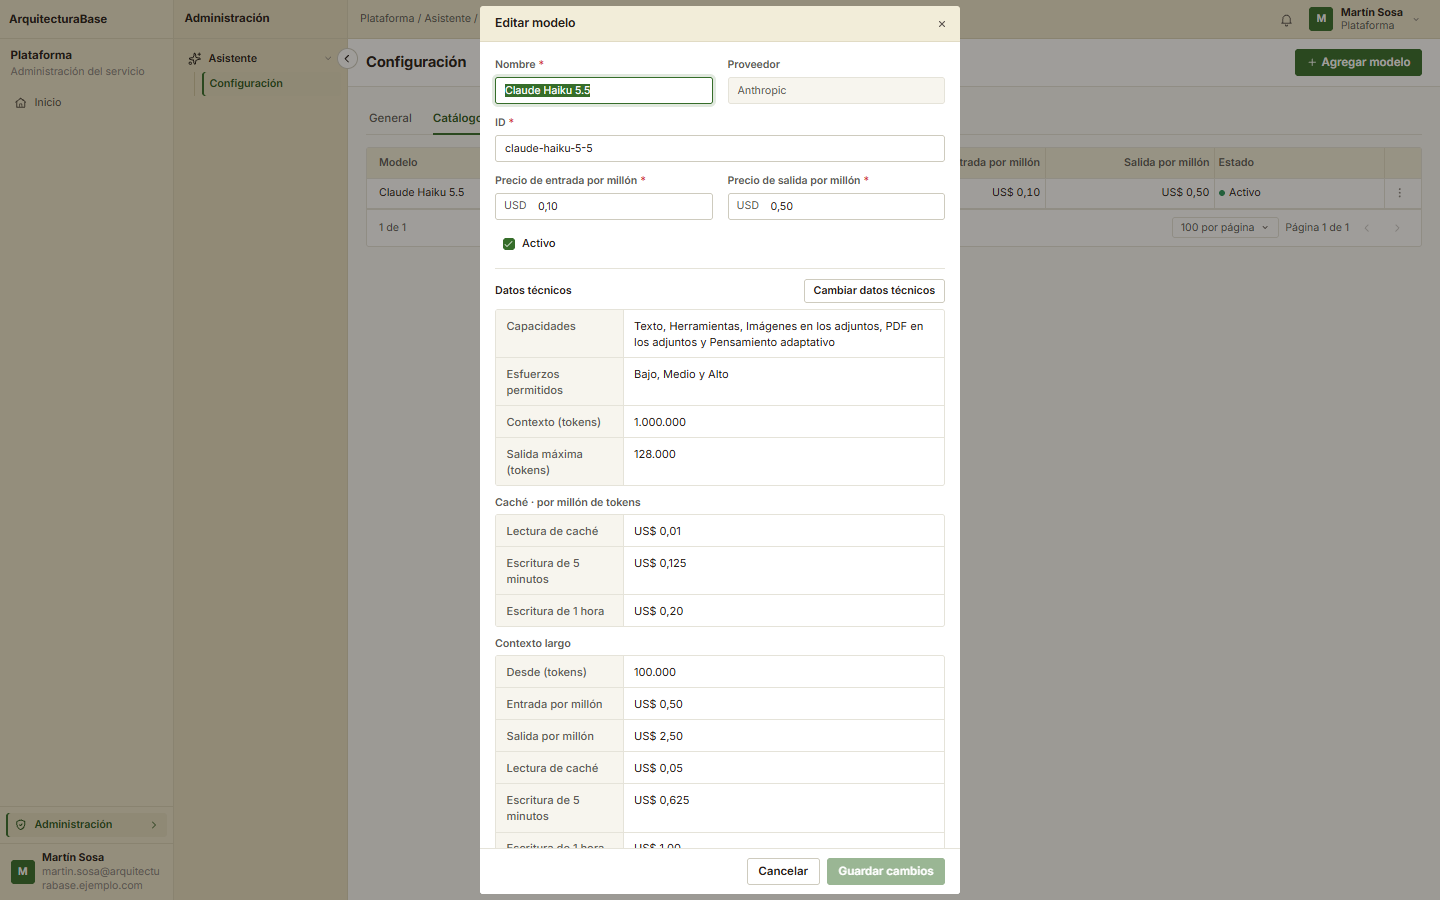 ArquitecturaBase
Plataforma
Administración del servicio
Inicio
Administración
Martín Sosa
martin.sosa@arquitectu
rabase.ejemplo.com
Administración
Asistente
Configuración
Plataforma / Asistente /
M
Martín Sosa
Plataforma
Configuración
+ Agregar modelo
General
Catálogo
Modelo
por millón
Salida por millón
Estado
Claude Haiku 5.5
US$ 0,10
US$ 0,50
Activo
1 de 1
100 por página
Página 1 de 1
Editar modelo
×
Nombre *
Proveedor
Claude Haiku 5.5
Anthropic
ID *
claude-haiku-5-5
Precio de entrada por millón *
Precio de salida por millón *
USD 0,10
USD 0,50
Activo
Datos técnicos
Cambiar datos técnicos
Capacidades
Texto, Herramientas, Imágenes en los adjuntos, PDF en
los adjuntos y Pensamiento adaptativo
Esfuerzos
permitidos
Bajo, Medio y Alto
Contexto (tokens)
1.000.000
Salida máxima
(tokens)
128.000
Caché · por millón de tokens
Lectura de caché
US$ 0,01
Escritura de 5
minutos
US$ 0,125
Escritura de 1 hora
US$ 0,20
Contexto largo
Desde (tokens)
100.000
Entrada por millón
US$ 0,50
Salida por millón
US$ 2,50
Lectura de caché
US$ 0,05
Escritura de 5
minutos
US$ 0,625
Escritura de 1 hora
US$ 1,00
Cancelar
Guardar cambios
M